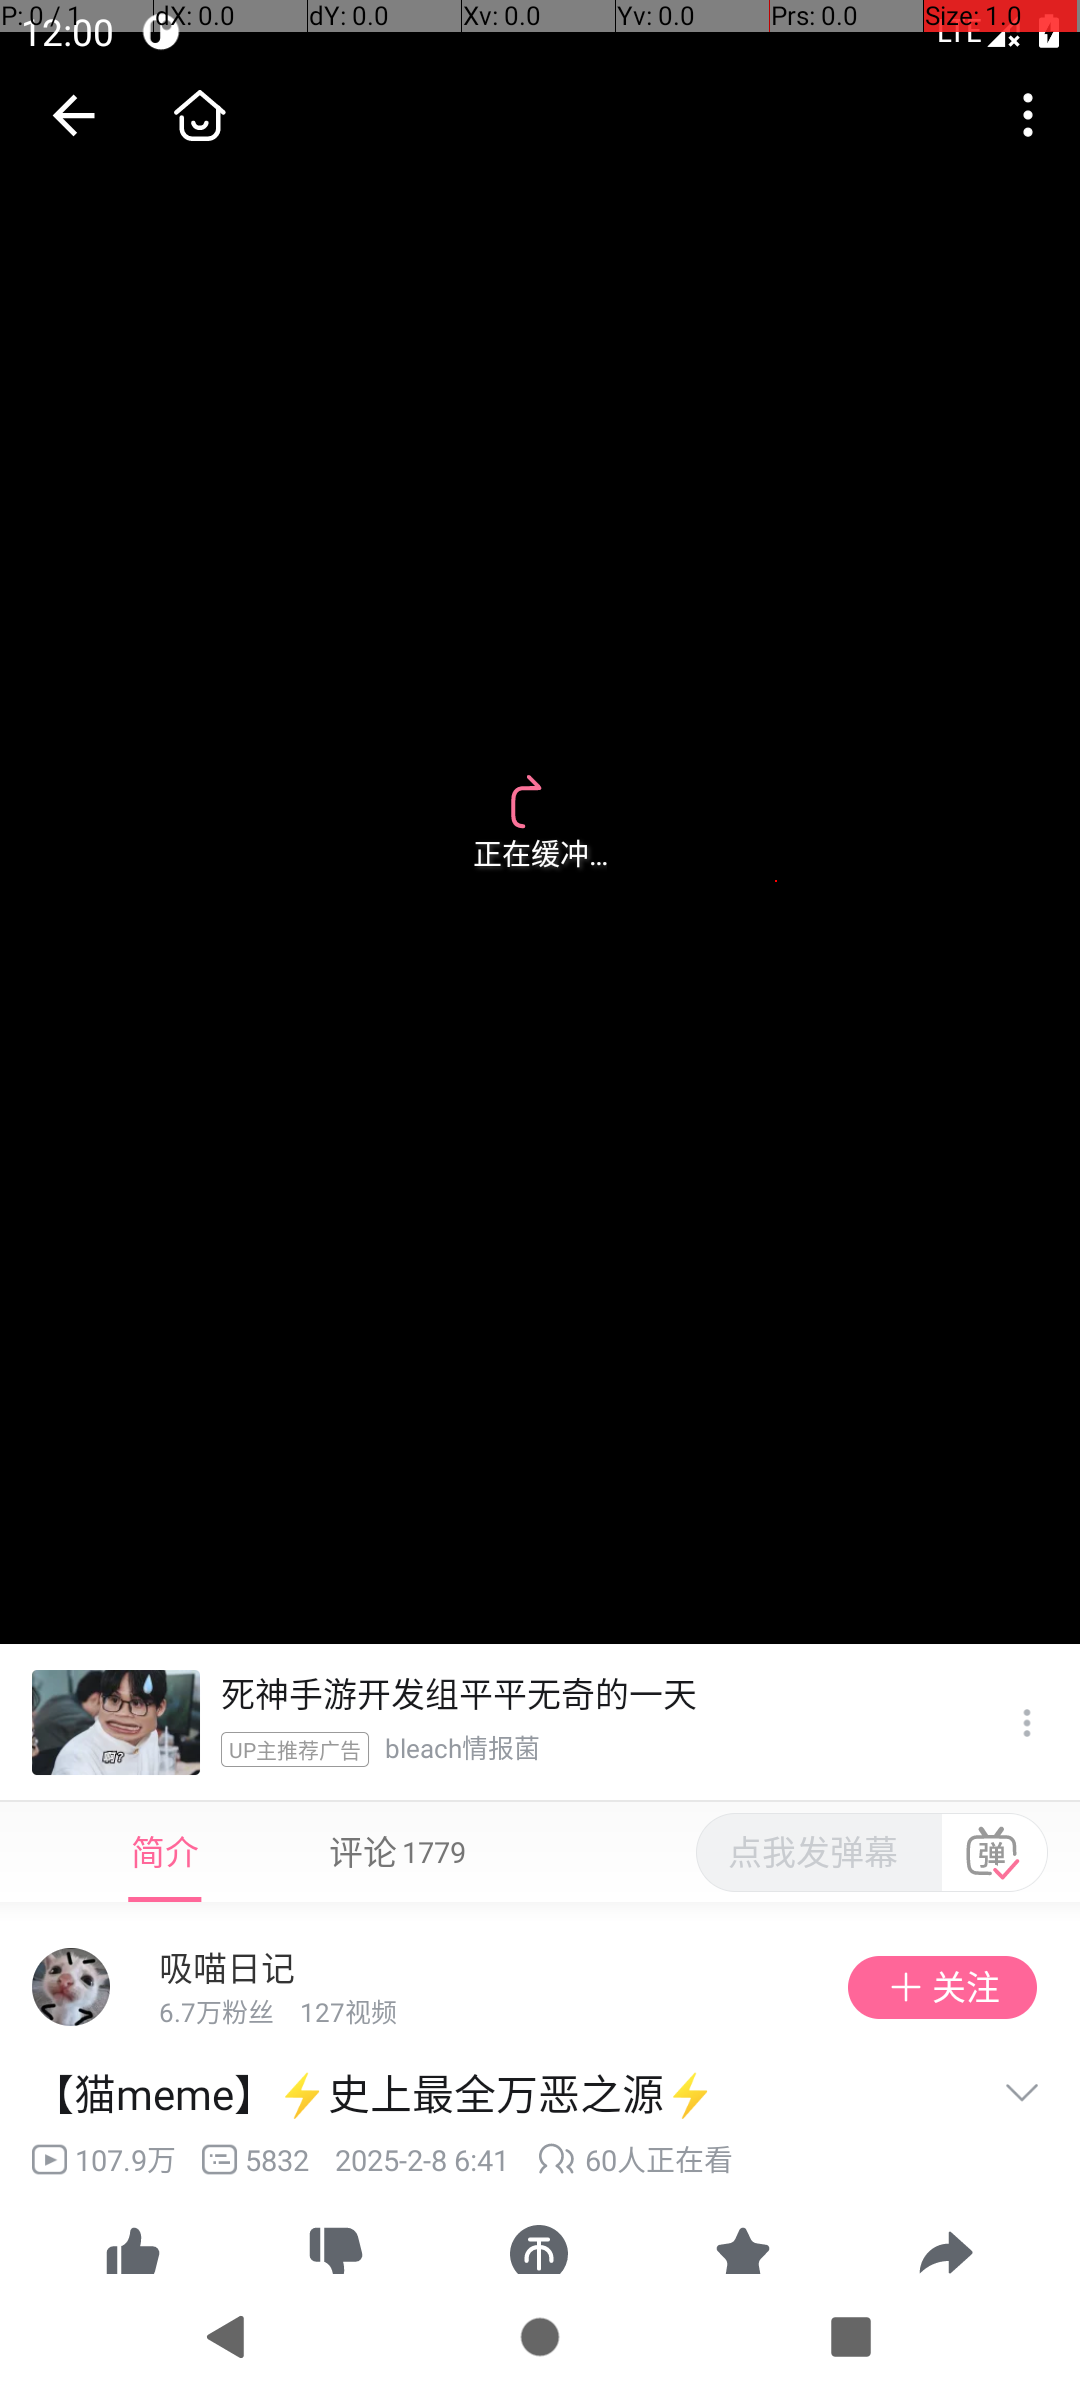 P: 0 / 1 dX: 0.0 dY: 0.0 Xv: 0.0 Yv: 0.0 Prs: 0.0 Size: 1.0
12:00 LTE
正在缓冲...
死神手游开发组平平无奇的一天
UP主推荐广告 bleach情报菌
简介 评论 1779 点我发弹幕 弹
吸喵日记
6.7万粉丝 127视频
+ 关注
【猫meme】⚡史上最全万恶之源⚡
107.9万 5832 2025-2-8 6:41 60人正在看